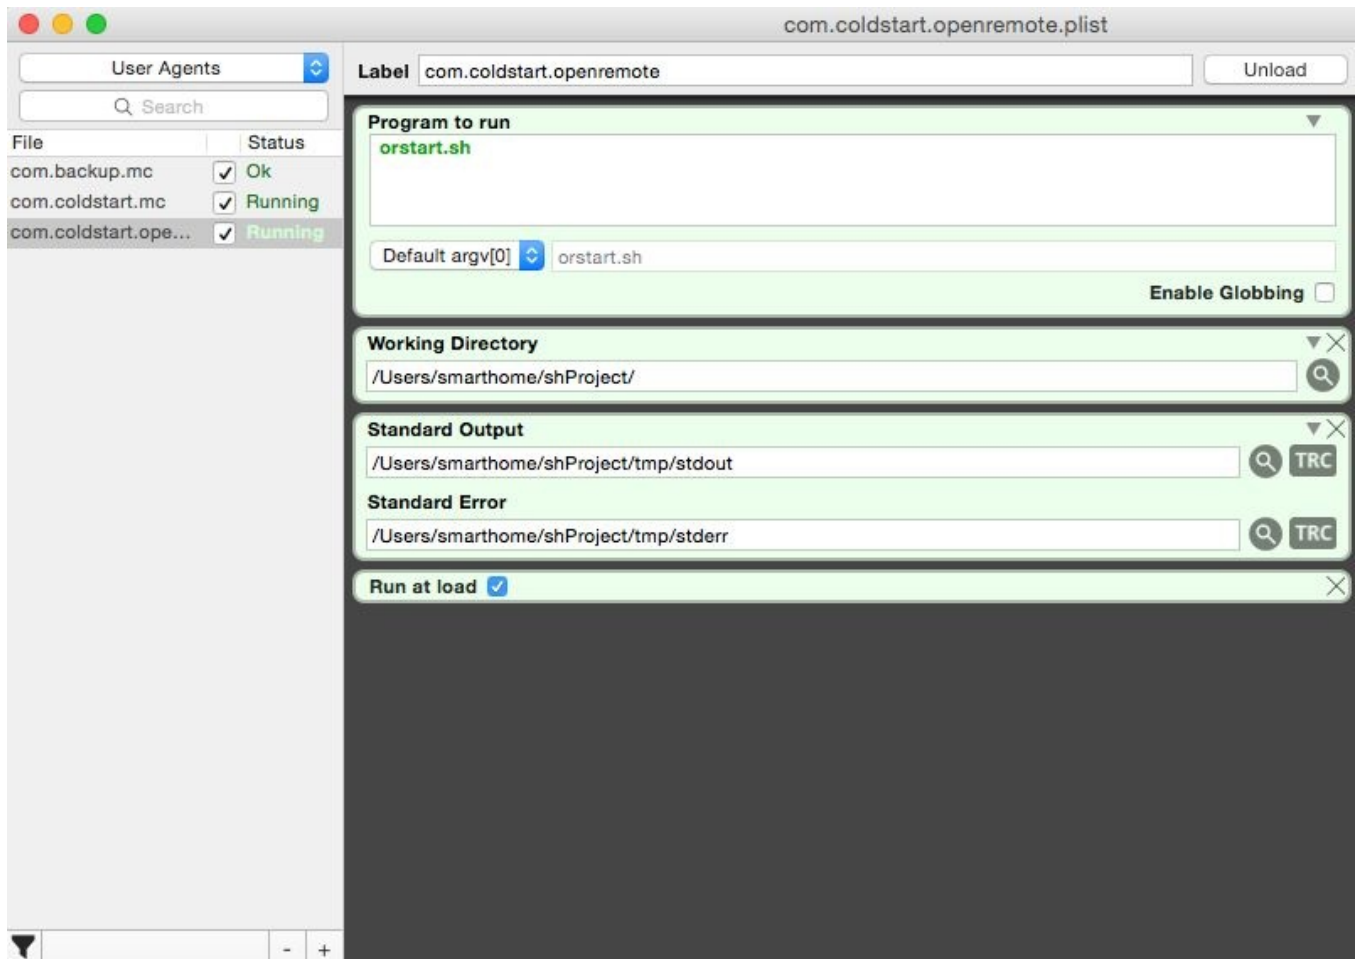 com.coldstart.openremote.plist
User Agents
Label com.coldstart.openremote Unload
Search
File Status
com.backup.mc Ok
com.coldstart.mc Running
com.coldstart.ope... Running
Program to run
orstart.sh
Default argv[0] orstart.sh
Enable Globbing
Working Directory
/Users/smarthome/shProject/
Standard Output
/Users/smarthome/shProject/tmp/stdout TRC
Standard Error
/Users/smarthome/shProject/tmp/stderr TRC
Run at load
- +